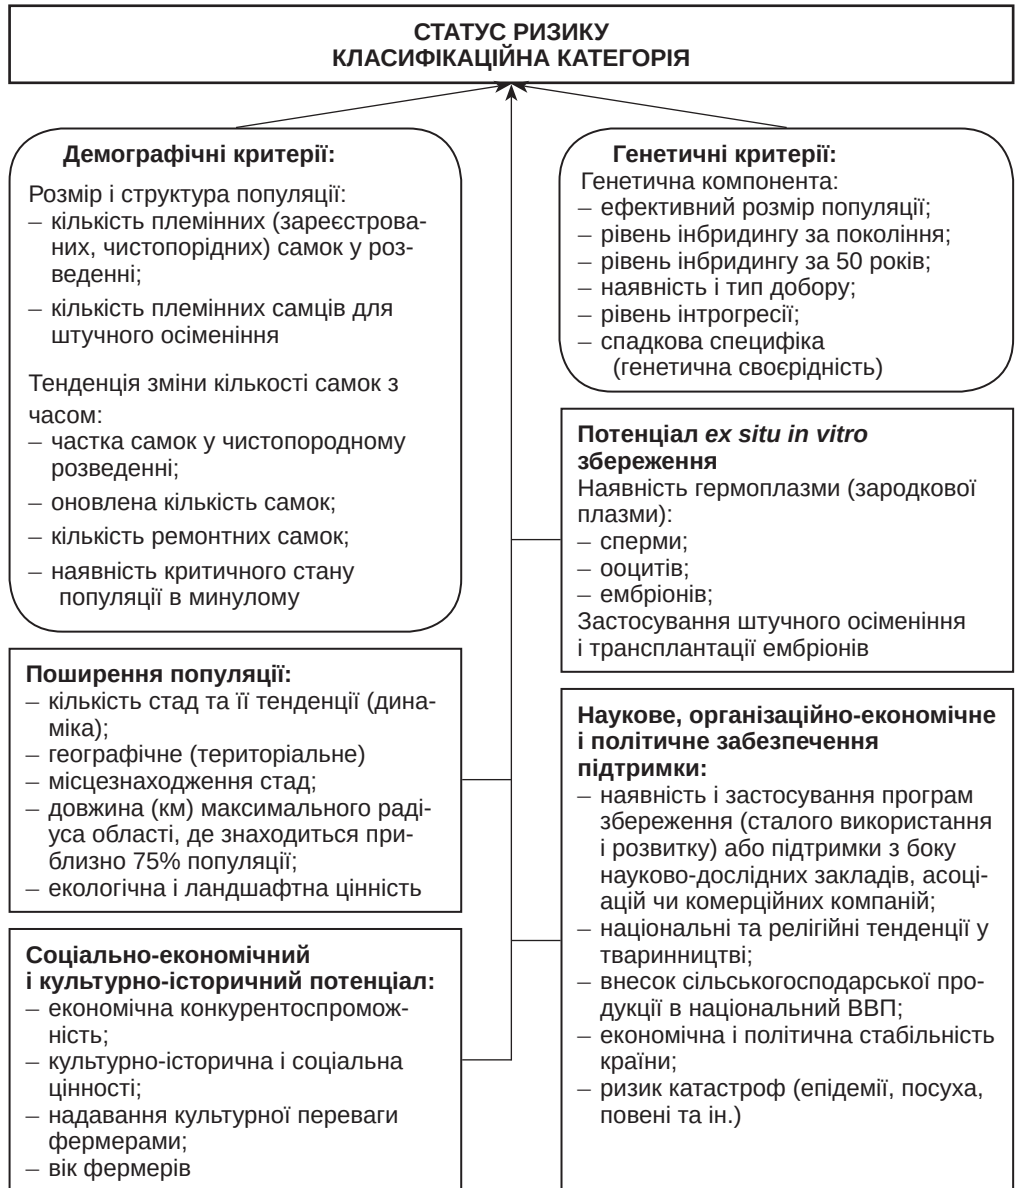 СТАТУС РИЗИКУ
КЛАСИФІКАЦІЙНА КАТЕГОРІЯ
Демографічні критерії:
Розмір і структура популяції:
– кількість племінних (зареєстрова-
них, чистопорідних) самок у роз-
веденні;
– кількість племінних самців для
штучного осіменіння
Тенденція зміни кількості самок з
часом:
– частка самок у чистопородному
розведенні;
– оновлена кількість самок;
– кількість ремонтних самок;
– наявність критичного стану
популяції в минулому
Поширення популяції:
– кількість стад та її тенденції (дина-
міка);
– географічне (територіальне)
– місцезнаходження стад;
– довжина (км) максимального раді-
уса області, де знаходиться при-
близно 75% популяції;
– екологічна і ландшафтна цінність
Соціально-економічний
і культурно-історичний потенціал:
– економічна конкурентоспромож-
ність;
– культурно-історична і соціальна
цінності;
– надавання культурної переваги
фермерами;
– вік фермерів
Генетичні критерії:
Генетична компонента:
– ефективний розмір популяції;
– рівень інбридингу за покоління;
– рівень інбридингу за 50 років;
– наявність і тип добору;
– рівень інтрогресії;
– спадкова специфіка
(генетична своєрідність)
Потенціал ex situ in vitro
збереження
Наявність гермоплазми (зародкової
плазми):
– сперми;
– ооцитів;
– ембріонів;
Застосування штучного осіменіння
і трансплантації ембріонів
Наукове, організаційно-економічне
і політичне забезпечення
підтримки:
– наявність і застосування програм
збереження (сталого використання
і розвитку) або підтримки з боку
науково-дослідних закладів, асоці-
ацій чи комерційних компаній;
– національні та релігійні тенденції у
тваринництві;
– внесок сільськогосподарської про-
дукції в національний ВВП;
– економічна і політична стабільність
країни;
– ризик катастроф (епідемії, посуха,
повені та ін.)